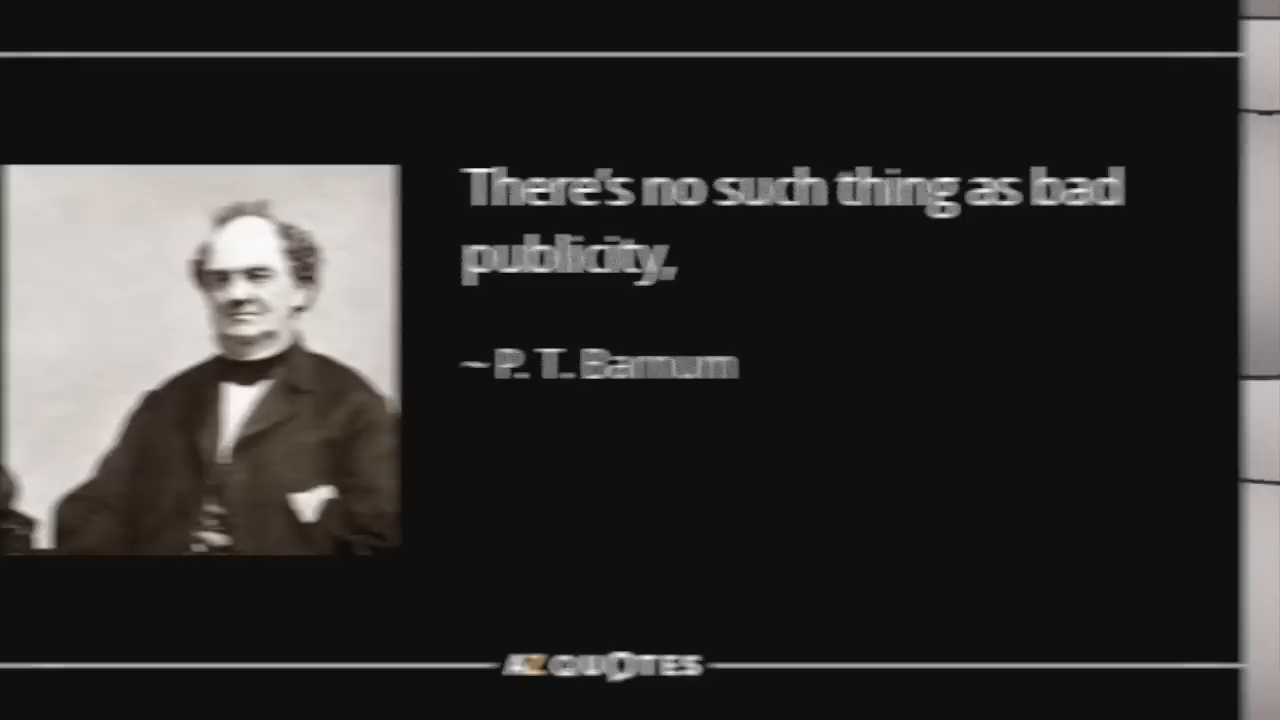 There's no such thing as bad
publicity,
~ P. T. Barnum
AZ QUOTES